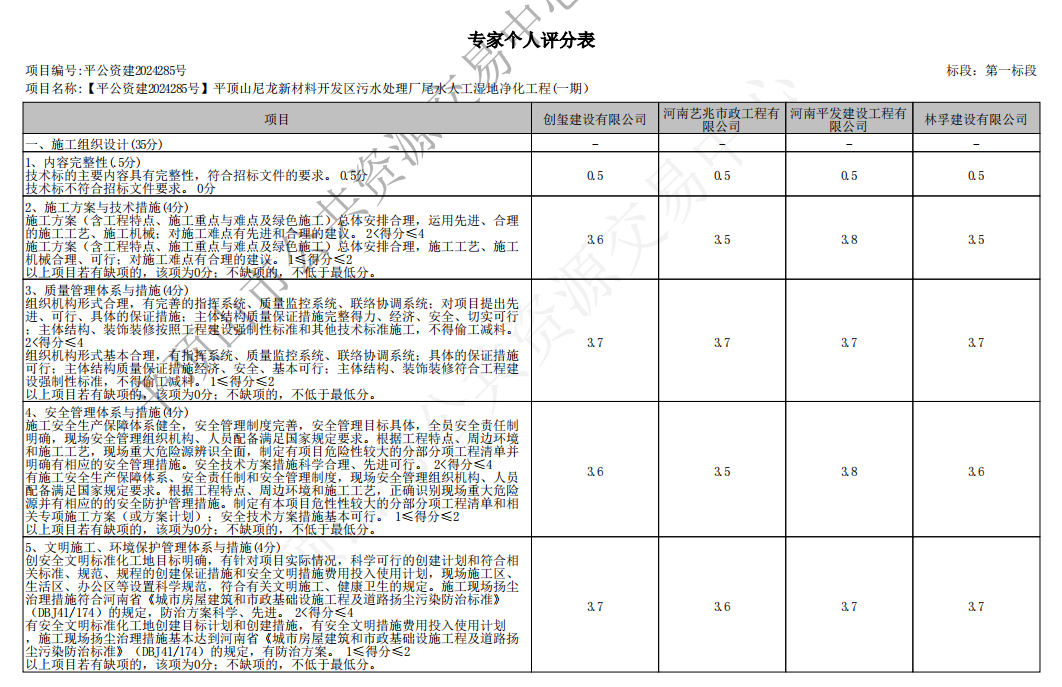 专家个人评分表
项目编号:平公资建2024285号
标段: 第一标段
项目名称:【平公资建2024285号】平顶山尼龙新材料开发区污水处理厂尾水人工湿地净化工程(一期)
项目 创玺建设有限公司 河南艺兆市政工程有限公司 河南平发建设工程有限公司 林孚建设有限公司
一、施工组织设计(35分) - - - -
1、内容完整性(.5分)
技术标的主要内容具有完整性，符合招标文件的要求。 0.5分
技术标不符合招标文件要求。 0分
0.5 0.5 0.5 0.5
2、施工方案与技术措施(4分)
施工方案（含工程特点、施工重点与难点及绿色施工）总体安排合理，运用先进、合理
的施工工艺、施工机械；对施工难点有先进和合理的建议。 2<得分≤4
施工方案（含工程特点、施工重点与难点及绿色施工）总体安排合理，施工工艺、施工
机械合理、可行；对施工难点有合理的建议。 1≤得分≤2
以上项目若有缺项的，该项为0分；不缺项的，不低于最低分。
3.6 3.5 3.8 3.5
3、质量管理体系与措施(4分)
组织机构形式合理，有完善的指挥系统、质量监控系统、联络协调系统；对项目提出先
进、可行、具体的保证措施；主体结构质量保证措施完整得力、经济、安全、切实可行
；主体结构、装饰装修按照工程建设强制性标准和其他技术标准施工，不得偷工减料。
2<得分≤4
组织机构形式基本合理，有指挥系统、质量监控系统、联络协调系统；具体的保证措施
可行；主体结构质量保证措施经济、安全、基本可行；主体结构、装饰装修符合工程建
设强制性标准，不得偷工减料。 1≤得分≤2
以上项目若有缺项的，该项为0分；不缺项的，不低于最低分。
3.7 3.7 3.7 3.7
4、安全管理体系与措施(4分)
施工安全生产保障体系健全，安全管理制度完善，安全管理目标具体，全员安全责任制
明确，现场安全管理组织机构、人员配备满足国家规定要求。根据工程特点、周边环境
和施工工艺，现场重大危险源辨识全面，制定有项目危险性较大的分部分项工程清单并
明确有相应的安全管理措施。安全技术方案措施科学合理、先进可行。 2<得分≤4
有施工安全生产保障体系、安全责任制和安全管理制度，现场安全管理组织机构、人员
配备满足国家规定要求。根据工程特点、周边环境和施工工艺，正确识别现场重大危险
源并有相应的的安全防护管理措施。制定有本项目危性性较大的分部分项工程清单和相
关专项施工方案（或方案计划）；安全技术方案措施基本可行。 1≤得分≤2
以上项目若有缺项的，该项为0分；不缺项的，不低于最低分。
3.6 3.5 3.8 3.6
5、文明施工、环境保护管理体系与措施(4分)
创安全文明标准化工地目标明确，有针对项目实际情况，科学可行的创建计划和符合相
关标准、规范、规程的创建保证措施和安全文明措施费用投入使用计划，现场施工区、
生活区、办公区等设置科学规范，符合有关文明施工、健康卫生的规定。施工现场扬尘
治理措施符合河南省《城市房屋建筑和市政基础设施工程及道路扬尘污染防治标准》
（DBJ41/174）的规定，防治方案科学、先进。 2<得分≤4
有安全文明标准化工地创建目标计划和创建措施，有安全文明措施费用投入使用计划
，施工现场扬尘治理措施基本达到河南省《城市房屋建筑和市政基础设施工程及道路扬
尘污染防治标准》（DBJ41/174）的规定，有防治方案。 1≤得分≤2
以上项目若有缺项的，该项为0分；不缺项的，不低于最低分。
3.7 3.6 3.7 3.7
平顶山市公共资源交易中心
公共资源交易中心